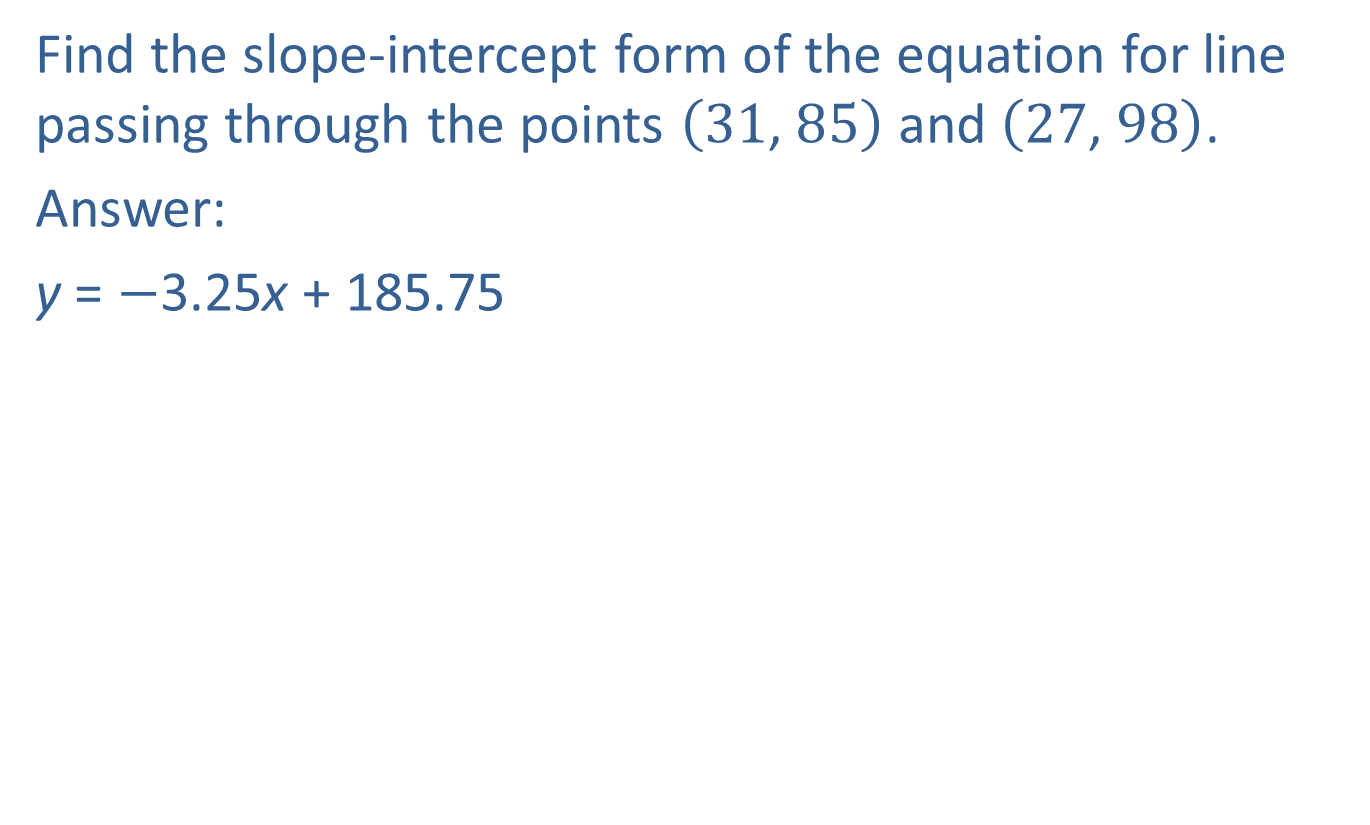 Find the slope-intercept form of the equation for line
passing through the points (31, 85) and (27, 98).
Answer:
y = −3.25x + 185.75